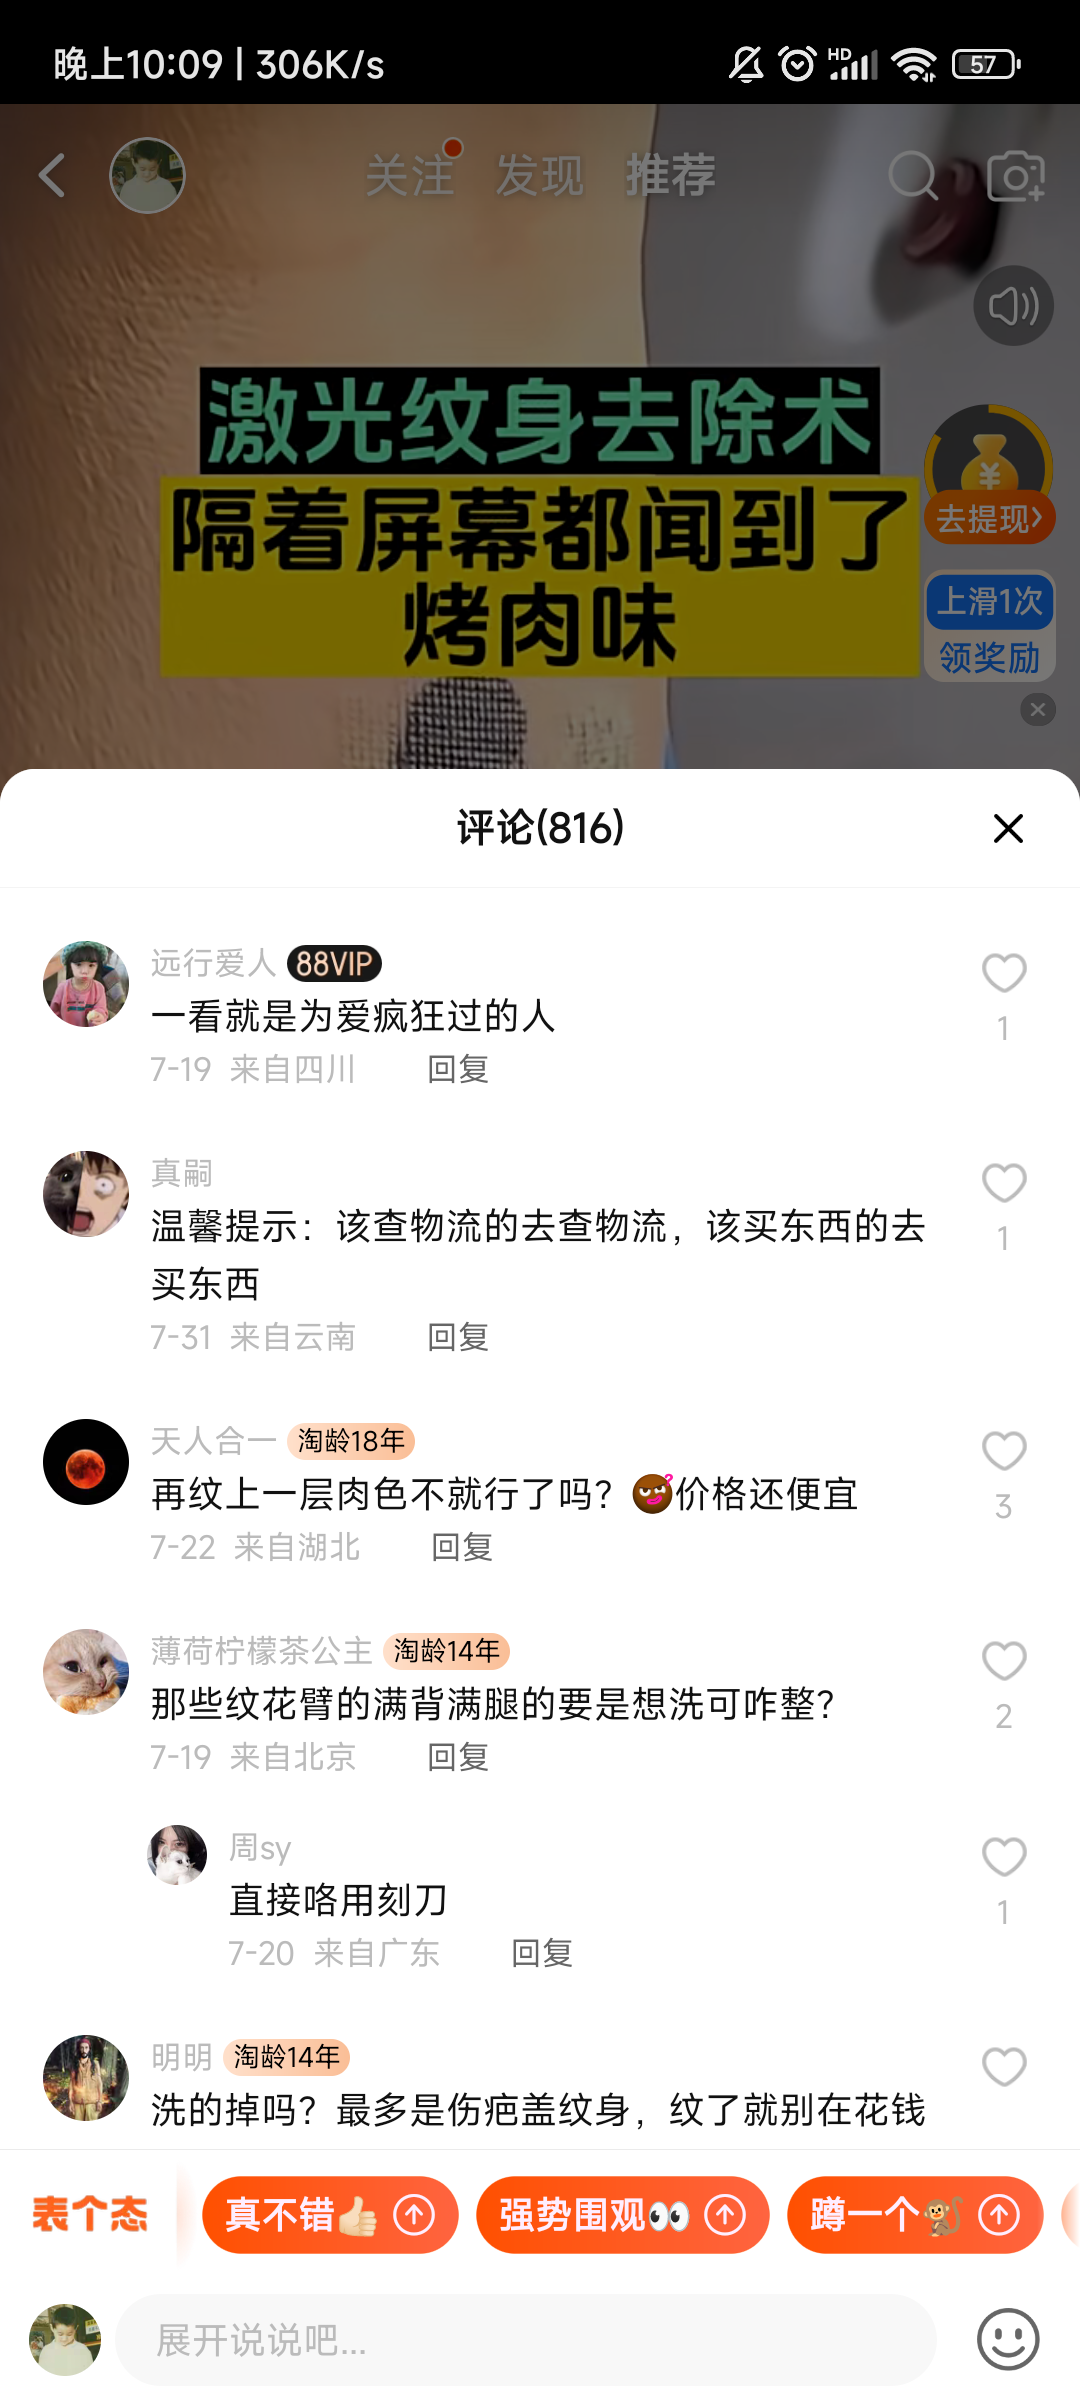 晚上10:09 | 306K/s
HD
57
关注 发现 推荐
激光纹身去除术
隔着屏幕都闻到了
烤肉味
去提现
上滑1次
领奖励
评论(816)
远行爱人 88VIP
一看就是为爱疯狂过的人
1
7-19 来自四川 回复
真嗣
温馨提示：该查物流的去查物流，该买东西的去
买东西
1
7-31 来自云南 回复
天人合一 淘龄18年
再纹上一层肉色不就行了吗？价格还便宜
3
7-22 来自湖北 回复
薄荷柠檬茶公主 淘龄14年
那些纹花臂的满背满腿的要是想洗可咋整？
2
7-19 来自北京 回复
周sy
直接咯用刻刀
1
7-20 来自广东 回复
明明 淘龄14年
洗的掉吗？最多是伤疤盖纹身，纹了就别在花钱
表个态 真不错👍 强势围观👀 蹲一个🐒
展开说说吧...